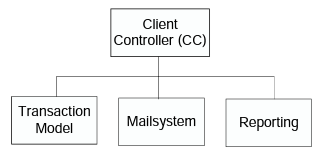 Client
Controller (CC)
Transaction
Model
Mailsystem
Reporting